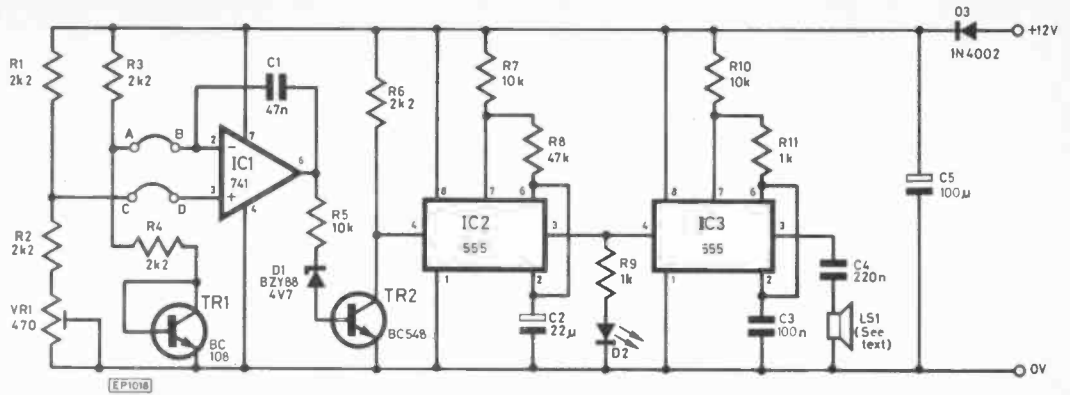 D3
+12V
1N4002
R1
2k2
R3
2k2
C1
47n
R6
2k2
R7
10k
R10
10k
A
B
2
7
IC1
741
6
3
4
C
D
R8
47k
R11
1k
C5
100µ
8
7
6
8
7
6
R5
10k
4
IC2
555
3
4
IC3
555
3
R2
2k2
R4
2k2
D1
BZY88
4V7
TR2
BC548
R9
1k
C4
220n
1
2
1
2
VR1
470
TR1
BC
108
C2
22µ
D2
C3
100n
LS1
(See
text)
0V
EP1018